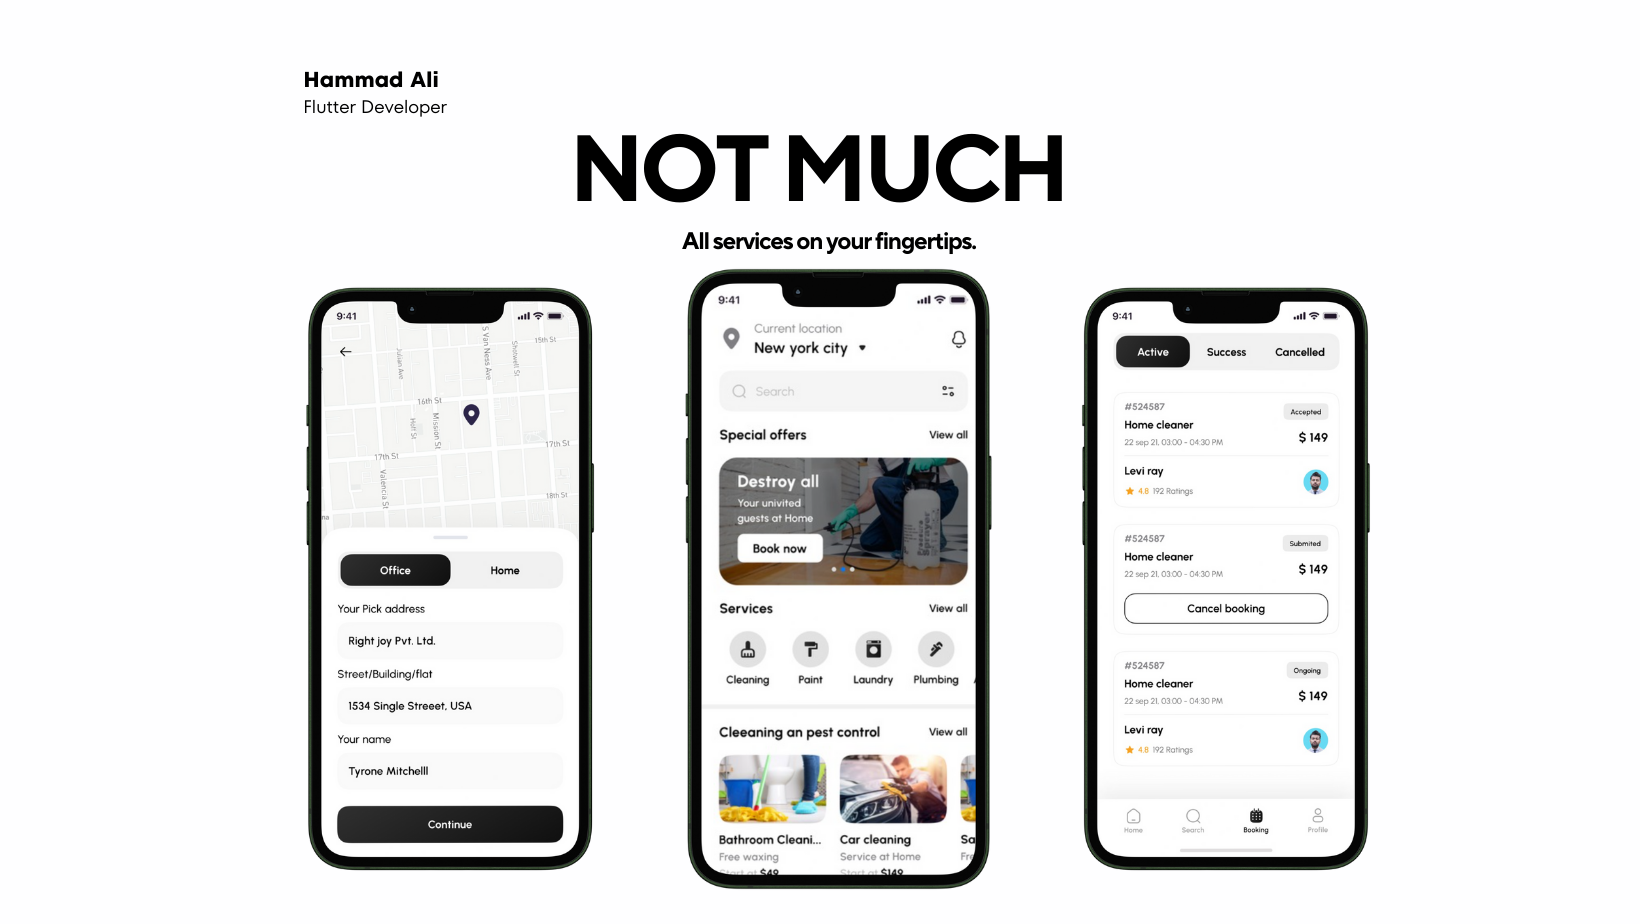 Hammad Ali
Flutter Developer
NOT MUCH
All services on your fingertips.
9:41
Julian Ave
S Van Ness Ave
Shotwell St
15th St
16th St
Hoff St
Mission St
17th St
17th St
Valencia St
18th St
Office
Home
Your Pick address
Right joy Pvt. Ltd.
Street/Building/flat
1534 Single Streeet, USA
Your name
Tyrone Mitchelll
Continue
9:41
Current location
New york city
Search
Special offers
View all
Destroy all
Your univited
guests at Home
Book now
Pressure
Sprayer
Services
View all
Cleaning
Paint
Laundry
Plumbing
Cleeaning an pest control
View all
Bathroom Cleani...
Car cleaning
Sa
Free waxing
Service at Home
Fre
Start at $49
Start at $149
9:41
Active
Success
Cancelled
#524587
Accepted
Home cleaner
22 sep 21, 03:00 - 04:30 PM
$ 149
Levi ray
4.8 192 Ratings
#524587
Submited
Home cleaner
22 sep 21, 03:00 - 04:30 PM
$ 149
Cancel booking
#524587
Ongoing
Home cleaner
22 sep 21, 03:00 - 04:30 PM
$ 149
Levi ray
4.8 192 Ratings
Home
Search
Booking
Profile